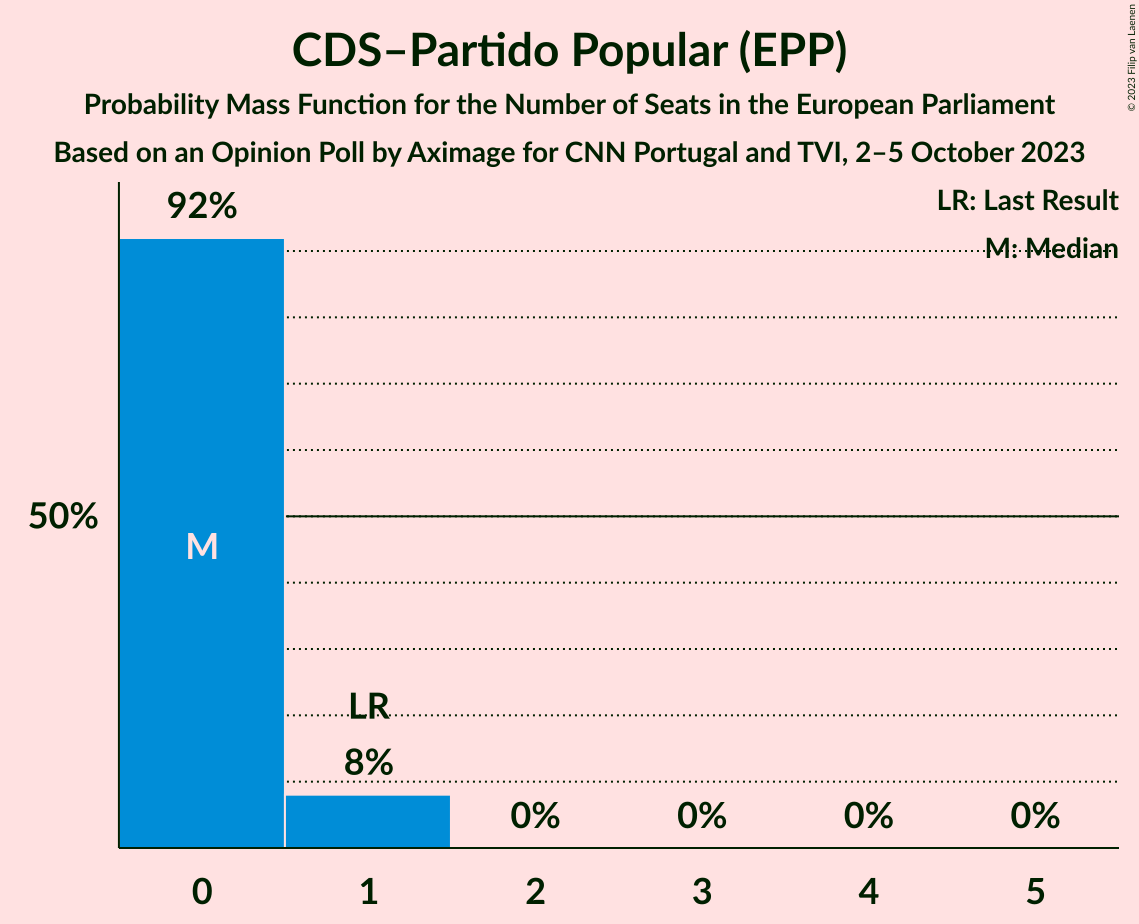 CDS–Partido Popular (EPP)
Probability Mass Function for the Number of Seats in the European Parliament
Based on an Opinion Poll by Aximage for CNN Portugal and TVI, 2–5 October 2023
© 2023 Filip van Laenen
LR: Last Result
M: Median
92%
50%
M
LR
8%
0% 0% 0% 0%
0 1 2 3 4 5